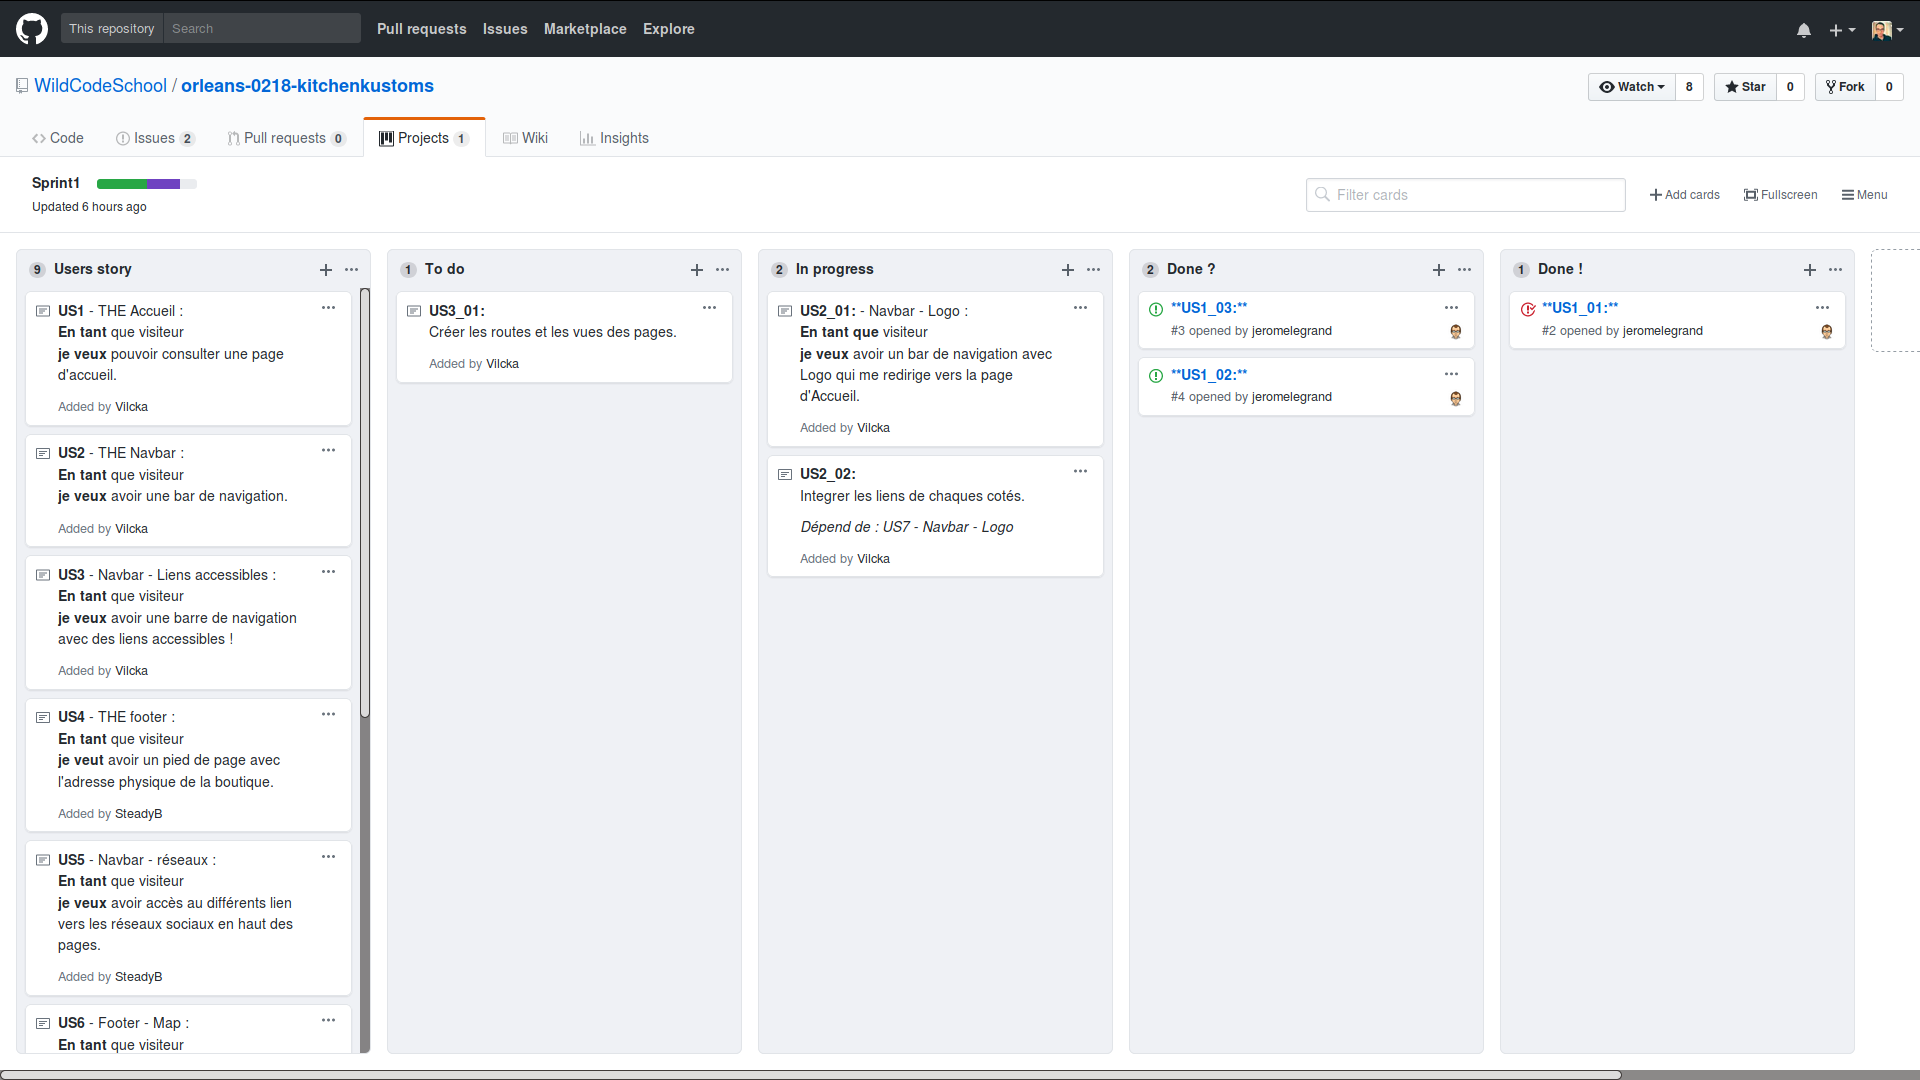 This repository Search Pull requests Issues Marketplace Explore
WildCodeSchool / orleans-0218-kitchenkustoms Watch 8 Star 0 Fork 0
Code Issues 2 Pull requests 0 Projects 1 Wiki Insights
Sprint1
Updated 6 hours ago
Filter cards Add cards Fullscreen Menu
9 Users story
US1 - THE Accueil :
En tant que visiteur
je veux pouvoir consulter une page
d'accueil.
Added by Vilcka
US2 - THE Navbar :
En tant que visiteur
je veux avoir une bar de navigation.
Added by Vilcka
US3 - Navbar - Liens accessibles :
En tant que visiteur
je veux avoir une barre de navigation
avec des liens accessibles !
Added by Vilcka
US4 - THE footer :
En tant que visiteur
je veut avoir un pied de page avec
l'adresse physique de la boutique.
Added by SteadyB
US5 - Navbar - réseaux :
En tant que visiteur
je veux avoir accès au différents lien
vers les réseaux sociaux en haut des
pages.
Added by SteadyB
US6 - Footer - Map :
En tant que visiteur
1 To do
US3_01:
Créer les routes et les vues des pages.
Added by Vilcka
2 In progress
US2_01: - Navbar - Logo :
En tant que visiteur
je veux avoir un bar de navigation avec
Logo qui me redirige vers la page
d'Accueil.
Added by Vilcka
US2_02:
Integrer les liens de chaques cotés.
Dépend de : US7 - Navbar - Logo
Added by Vilcka
2 Done ?
**US1_03:**
#3 opened by jeromelegrand
**US1_02:**
#4 opened by jeromelegrand
1 Done !
**US1_01:**
#2 opened by jeromelegrand